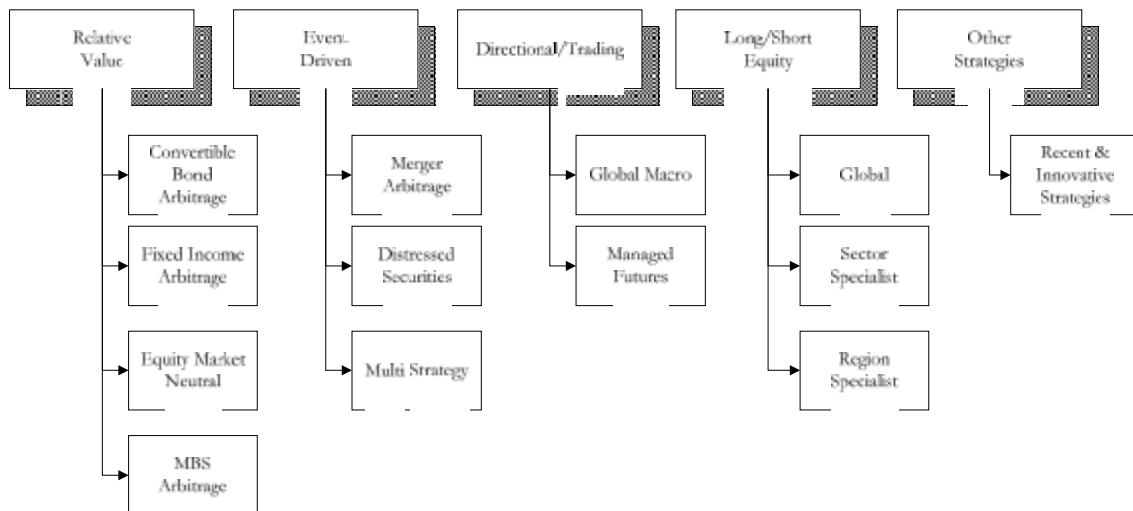 Relative
Value
Even.
Driven
Directional/Trading
Long/Short
Equity
Other
Strategies
Convertible
Bond
Arbitrage
Merger
Arbitrage
Global Macro
Global
Recent &
Innovative
Strategies
Fixed Income
Arbitrage
Distressed
Securities
Managed
Futures
Sector
Specialist
Equity Market
Neutral
Multi Strategy
Region
Specialist
MBS
Arbitrage